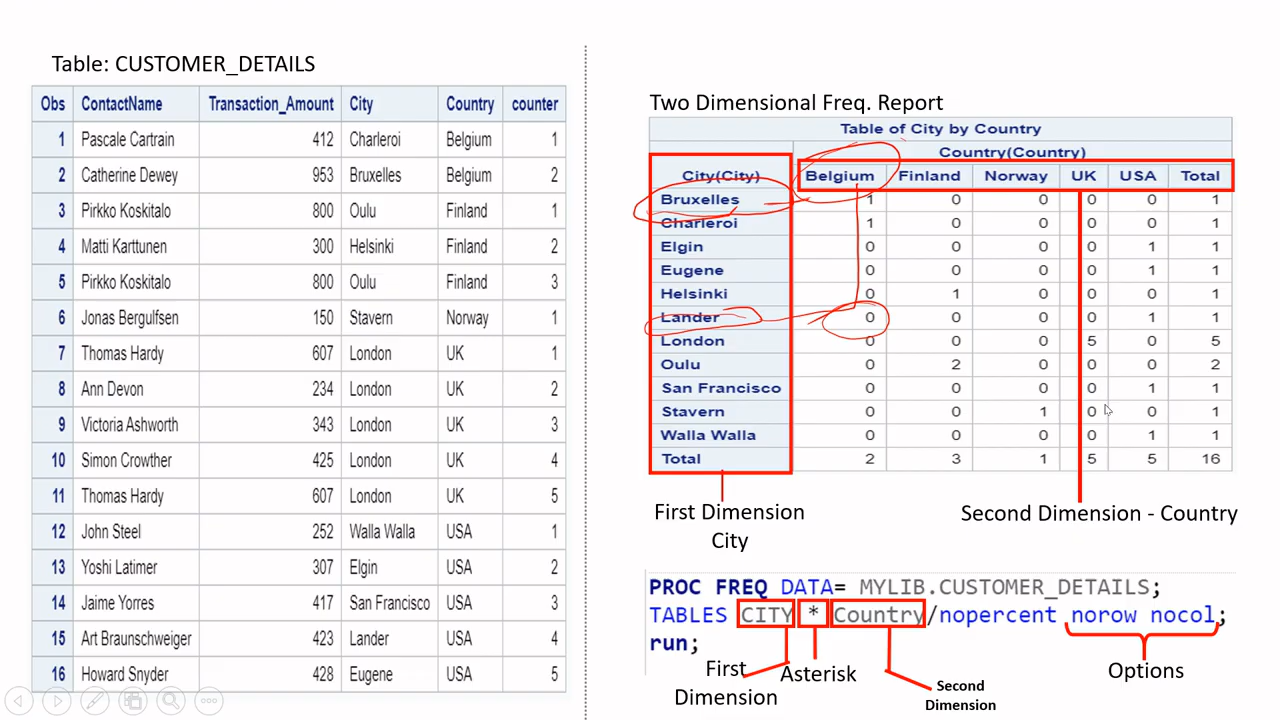 Table: CUSTOMER_DETAILS
Obs ContactName Transaction_Amount City Country counter
1 Pascale Cartrain 412 Charleroi Belgium 1
2 Catherine Dewey 953 Bruxelles Belgium 2
3 Pirkko Koskitalo 800 Oulu Finland 1
4 Matti Karttunen 300 Helsinki Finland 2
5 Pirkko Koskitalo 800 Oulu Finland 3
6 Jonas Bergulfsen 150 Stavern Norway 1
7 Thomas Hardy 607 London UK 1
8 Ann Devon 234 London UK 2
9 Victoria Ashworth 343 London UK 3
10 Simon Crowther 425 London UK 4
11 Thomas Hardy 607 London UK 5
12 John Steel 252 Walla Walla USA 1
13 Yoshi Latimer 307 Elgin USA 2
14 Jaime Yorres 417 San Francisco USA 3
15 Art Braunschweiger 423 Lander USA 4
16 Howard Snyder 428 Eugene USA 5
Two Dimensional Freq. Report
Table of City by Country
Country(Country)
City(City) Belgium Finland Norway UK USA Total
Bruxelles 1 0 0 0 0 1
Charleroi 1 0 0 0 0 1
Elgin 0 0 0 0 1 1
Eugene 0 0 0 0 1 1
Helsinki 0 1 0 0 0 1
Lander 0 0 0 0 1 1
London 0 0 0 5 0 5
Oulu 0 2 0 0 0 2
San Francisco 0 0 0 0 1 1
Stavern 0 0 1 0 0 1
Walla Walla 0 0 0 0 1 1
Total 2 3 1 5 5 16
First Dimension
City
Second Dimension - Country
PROC FREQ DATA= MYLIB.CUSTOMER_DETAILS;
TABLES CITY * Country/nopercent norow nocol;
run;
First
Dimension
Asterisk
Second
Dimension
Options